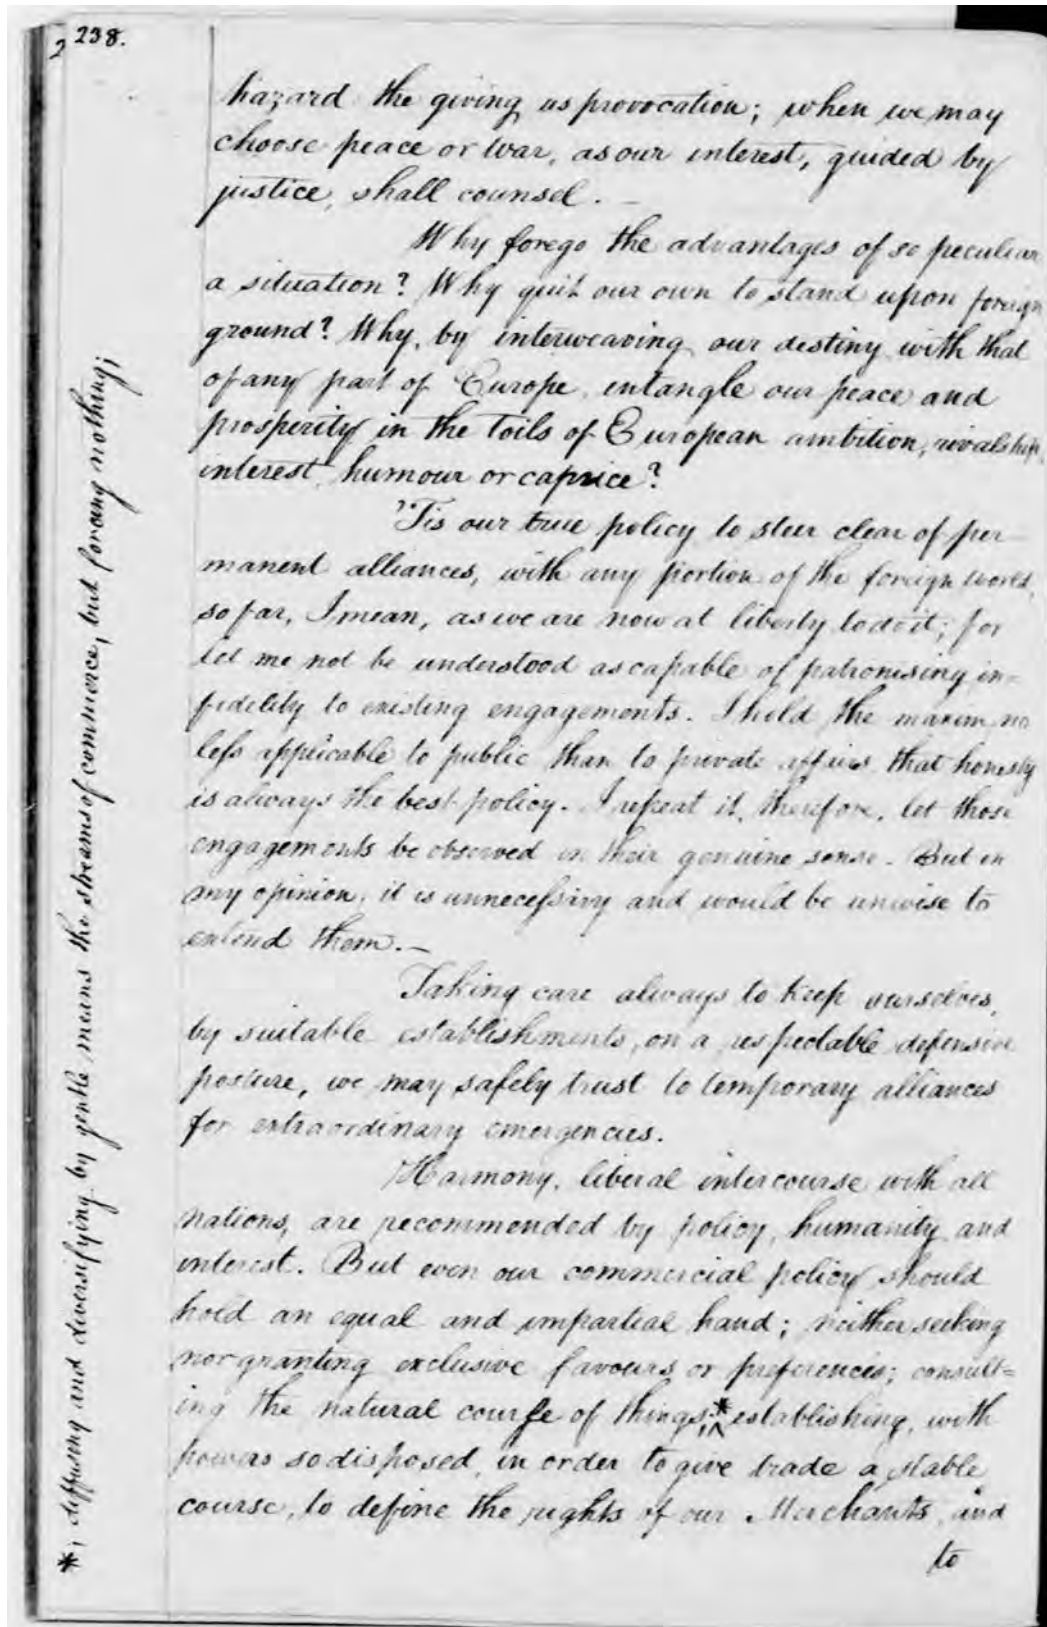 2 238.
hazard the giving us provocation; when we may
choose peace or war, as our interest, guided by
justice, shall counsel. —
Why forego the advantages of so peculiar
a situation? Why quit our own to stand upon foreign
ground? Why, by interweaving our destiny with that
of any part of Europe, entangle our peace and
prosperity in the toils of European ambition, rivalship,
interest, humour or caprice?
'Tis our true policy to steer clear of per
manent alliances, with any portion of the foreign world,
so far, I mean, as we are now at liberty to do it; for
let me not be understood as capable of patronising in=
fidelity to existing engagements. I hold the maxim no
less applicable to public than to private affairs, that honesty
is always the best policy. I repeat it, therefore, let those
engagements be observed in their genuine sense. But in
my opinion, it is unnecessary and would be unwise to
extend them. —
Taking care always to keep ourselves,
by suitable establishments, on a respectable defensive
posture, we may safely trust to temporary alliances
for extraordinary emergencies.
Harmony, liberal intercourse with all
nations, are recommended by policy, humanity and
interest. But even our commercial policy should
hold an equal and impartial hand; neither seeking
nor granting exclusive favours or preferences; consult=
ing the natural course of things;^* establishing, with
powers so disposed, in order to give trade a stable
course, to define the rights of our Merchants, and
to
*, diffusing and diversifying by gentle means the streams of commerce, but forcing nothing;